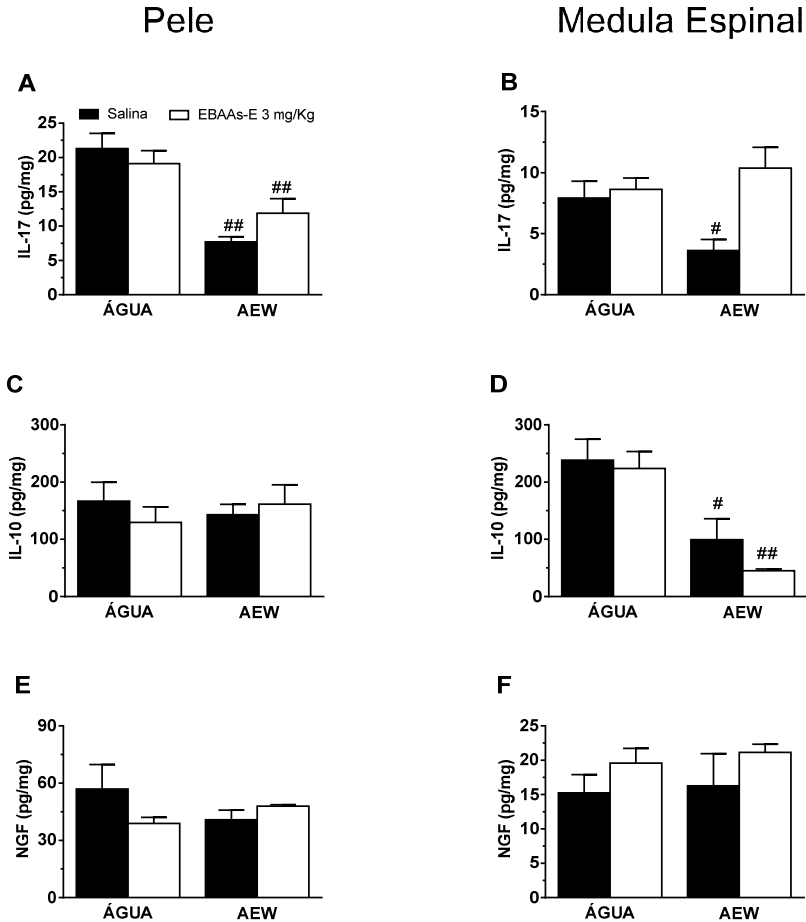 Pele
Medula Espinal
A
Salina
EBAAs-E 3 mg/Kg
IL-17 (pg/mg)
25
20
15
10
5
0
##
##
ÁGUA
AEW
B
IL-17 (pg/mg)
15
10
5
0
#
ÁGUA
AEW
C
IL-10 (pg/mg)
300
200
100
0
ÁGUA
AEW
D
IL-10 (pg/mg)
300
200
100
0
#
##
ÁGUA
AEW
E
NGF (pg/mg)
90
60
30
0
ÁGUA
AEW
F
NGF (pg/mg)
25
20
15
10
5
0
ÁGUA
AEW